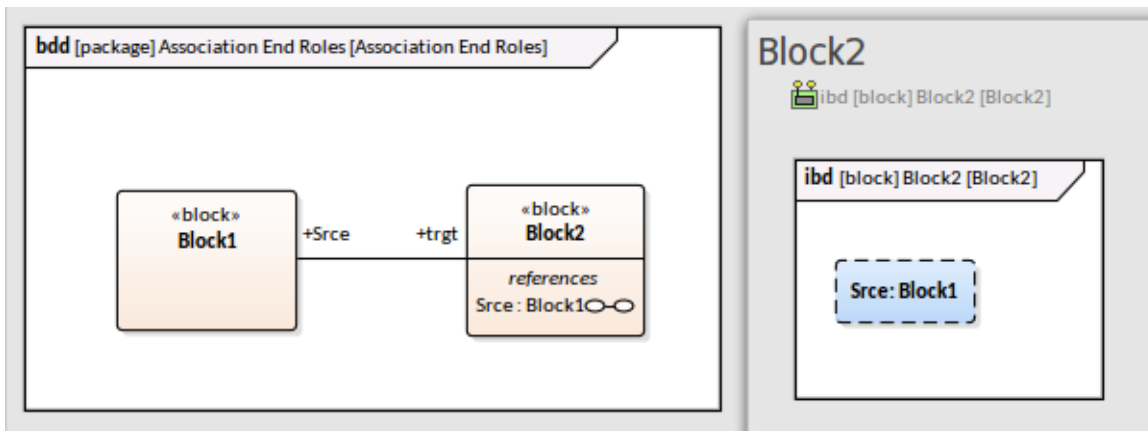 bdd [package] Association End Roles [Association End Roles]
«block»
Block1
+Srce
+trgt
«block»
Block2
references
Srce : Block1
Block2
ibd [block] Block2 [Block2]
ibd [block] Block2 [Block2]
Srce: Block1